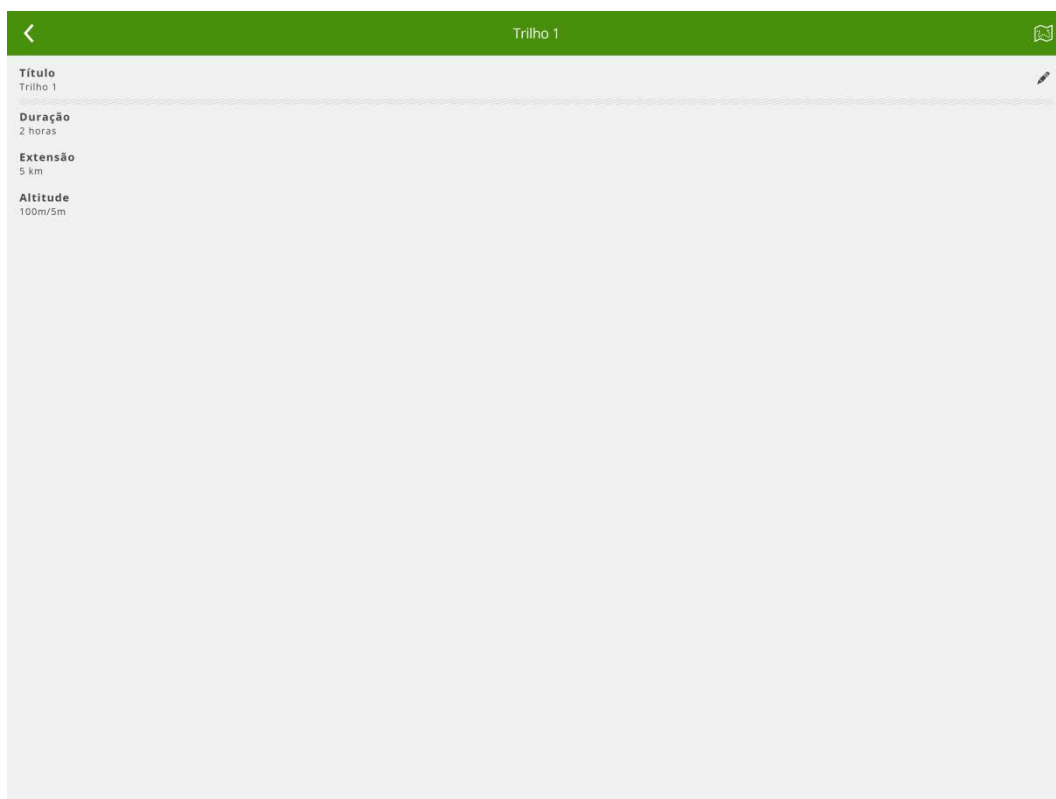 Trilho 1
Título
Trilho 1
Duração
2 horas
Extensão
5 km
Altitude
100m/5m